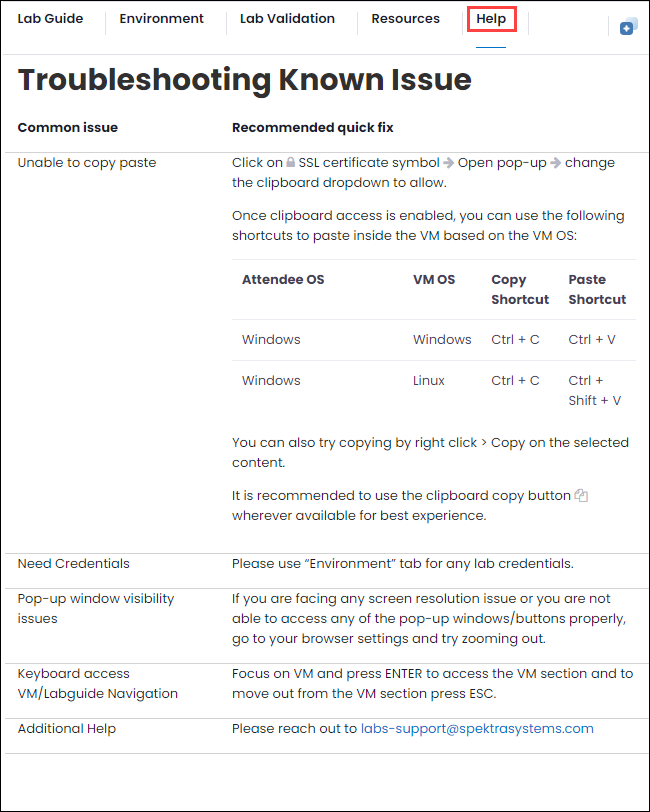 Lab Guide Environment Lab Validation Resources Help
Troubleshooting Known Issue
Common issue Recommended quick fix
Unable to copy paste Click on SSL certificate symbol Open pop-up change
the clipboard dropdown to allow.
Once clipboard access is enabled, you can use the following
shortcuts to paste inside the VM based on the VM OS:
Attendee OS VM OS Copy Shortcut Paste Shortcut
Windows Windows Ctrl + C Ctrl + V
Windows Linux Ctrl + C Ctrl + Shift + V
You can also try copying by right click > Copy on the selected
content.
It is recommended to use the clipboard copy button
wherever available for best experience.
Need Credentials Please use “Environment” tab for any lab credentials.
Pop-up window visibility issues If you are facing any screen resolution issue or you are not
able to access any of the pop-up windows/buttons properly,
go to your browser settings and try zooming out.
Keyboard access VM/Labguide Navigation Focus on VM and press ENTER to access the VM section and to
move out from the VM section press ESC.
Additional Help Please reach out to labs-support@spektrasystems.com